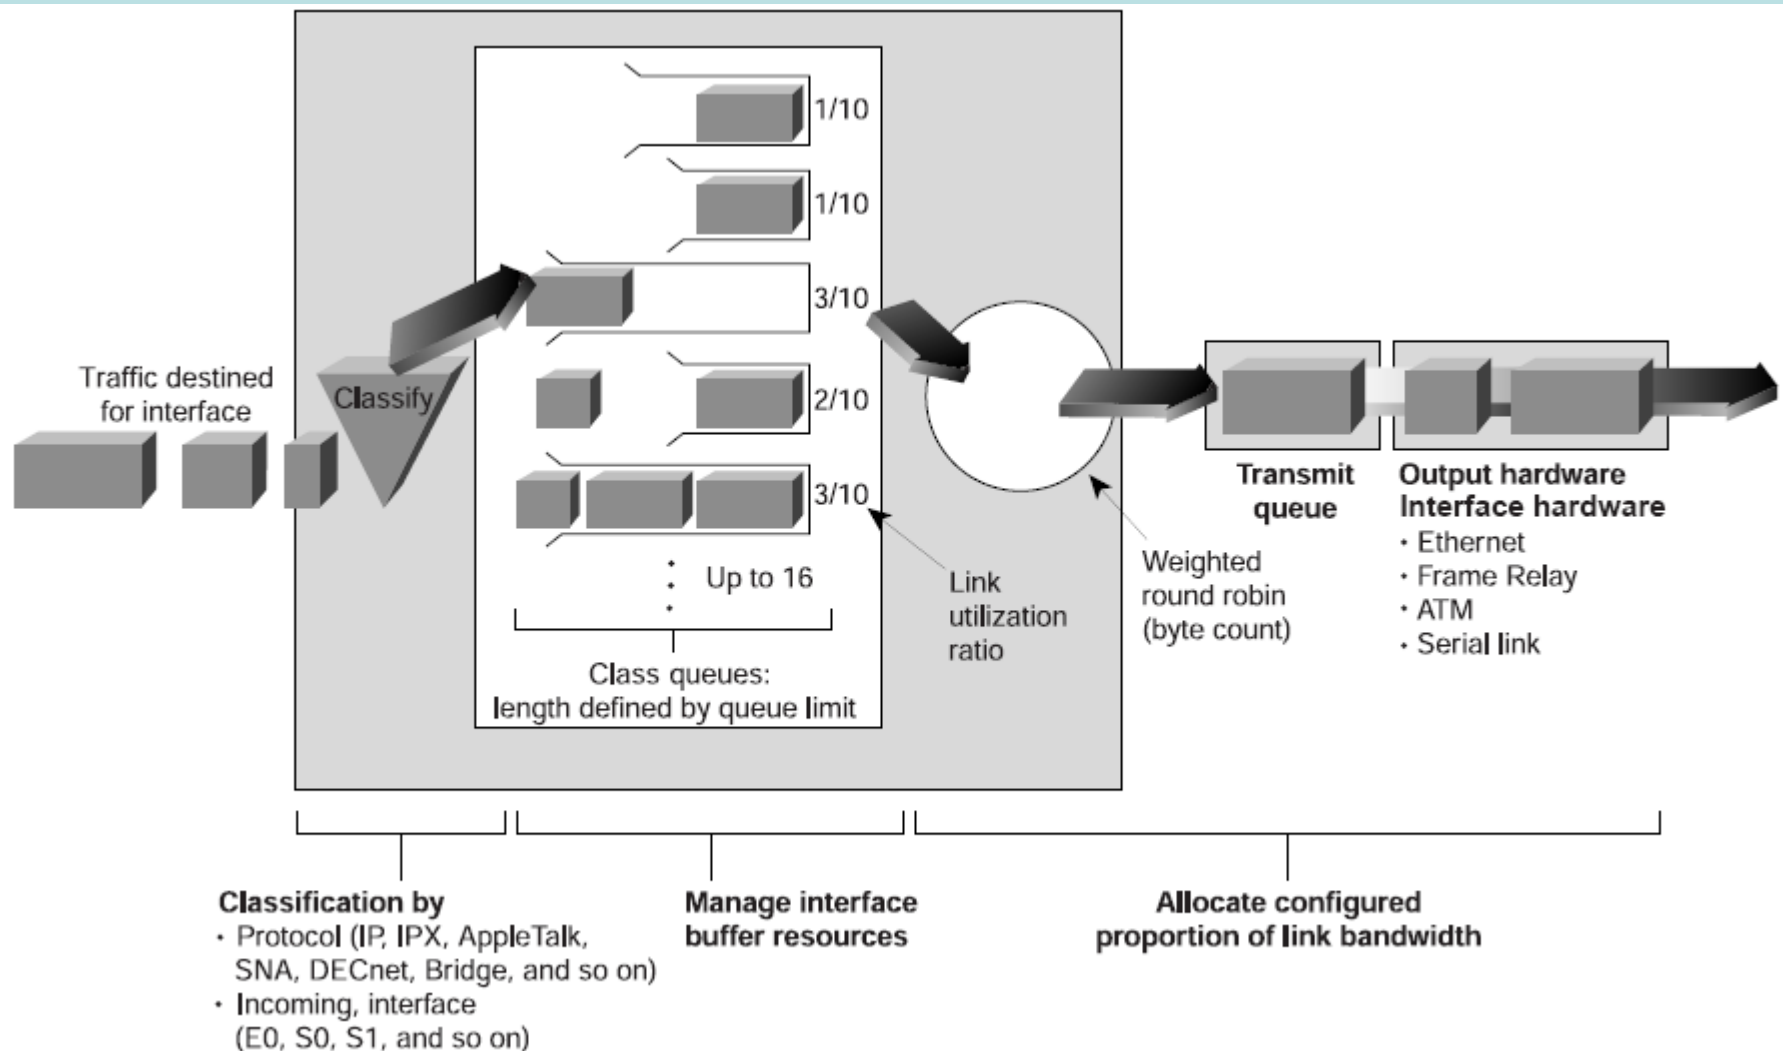 1/10
1/10
3/10
2/10
3/10
Traffic destined
for interface
Classify
Up to 16
Class queues:
length defined by queue limit
Link
utilization
ratio
Weighted
round robin
(byte count)
Transmit
queue
Output hardware
Interface hardware
• Ethernet
• Frame Relay
• ATM
• Serial link
Classification by
• Protocol (IP, IPX, AppleTalk,
SNA, DECnet, Bridge, and so on)
• Incoming, interface
(E0, S0, S1, and so on)
Manage interface
buffer resources
Allocate configured
proportion of link bandwidth